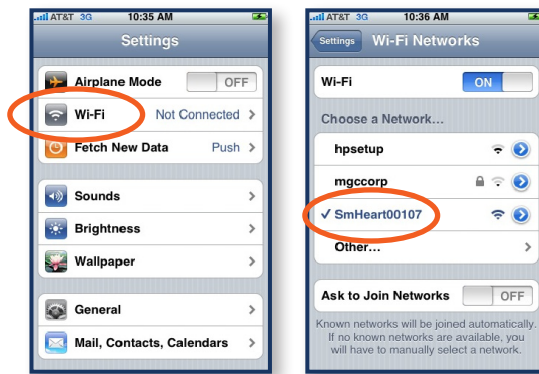 AT&T 3G 10:35 AM
Settings
Airplane Mode OFF
Wi-Fi Not Connected
Fetch New Data Push
Sounds
Brightness
Wallpaper
General
Mail, Contacts, Calendars
AT&T 3G 10:36 AM
Settings Wi-Fi Networks
Wi-Fi ON
Choose a Network...
hpsetup
mgccorp
SmHeart00107
Other...
Ask to Join Networks OFF
Known networks will be joined automatically.
If no known networks are available, you
will have to manually select a network.